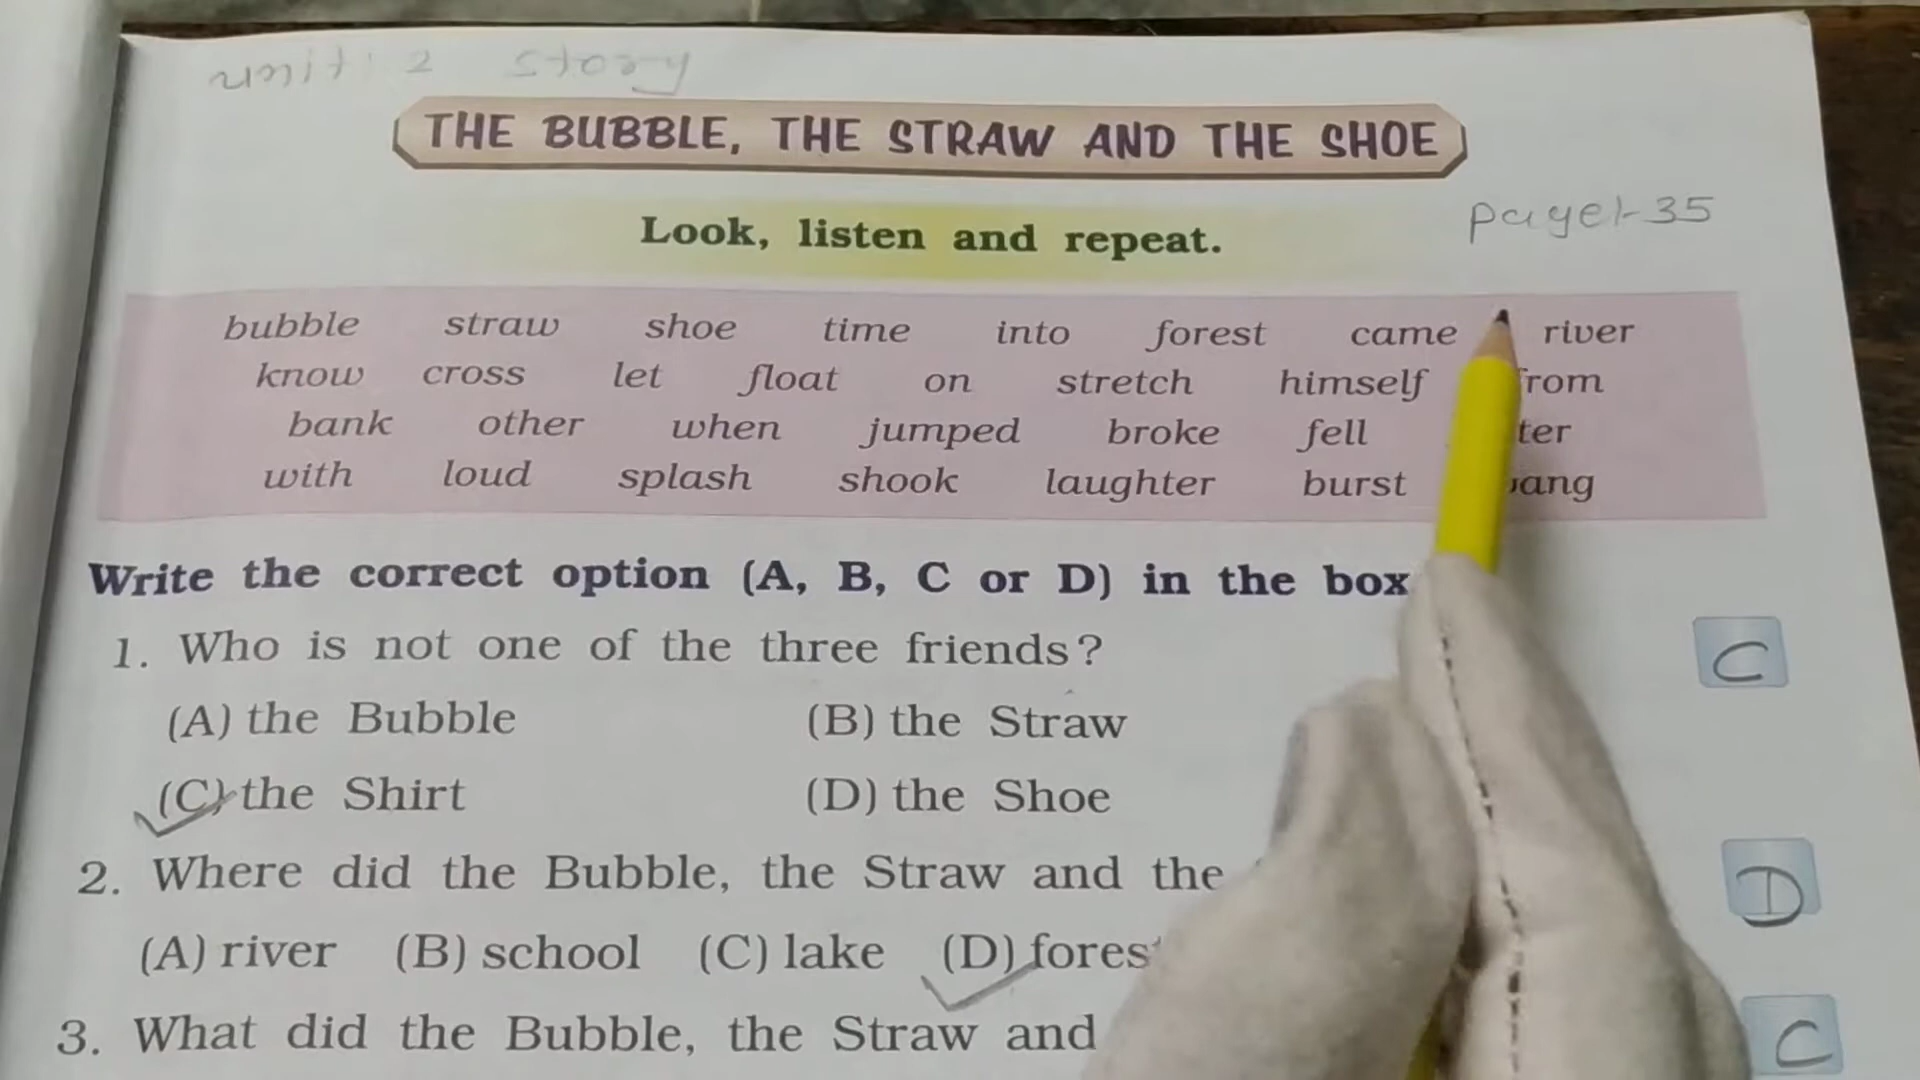 unit: 2 story
THE BUBBLE, THE STRAW AND THE SHOE
Look, listen and repeat.
page:-35
bubble straw shoe time into forest came river
know cross let float on stretch himself from
bank other when jumped broke fell
with loud splash shook laughter burst bang
Write the correct option (A, B, C or D) in the box
1. Who is not one of the three friends? C
(A) the Bubble (B) the Straw
(C) the Shirt (D) the Shoe
2. Where did the Bubble, the Straw and the D
(A) river (B) school (C) lake (D) forest
3. What did the Bubble, the Straw and C